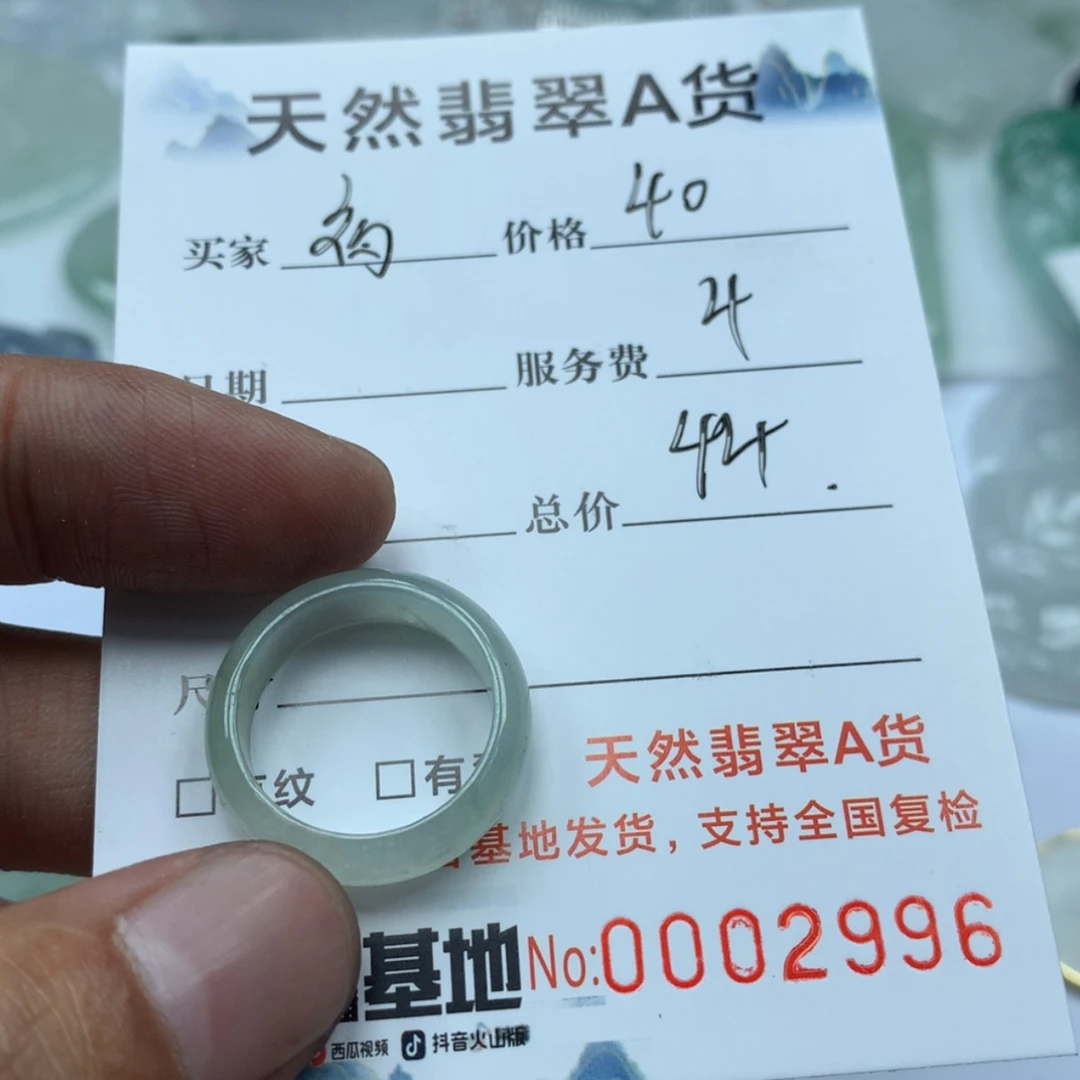 天然翡翠A货
买家 价格 40
期 服务费 4
总价 44.
纹 □有
天然翡翠A货
基地发货，支持全国复检
基地 No:0002996
西瓜视频 抖音火山版